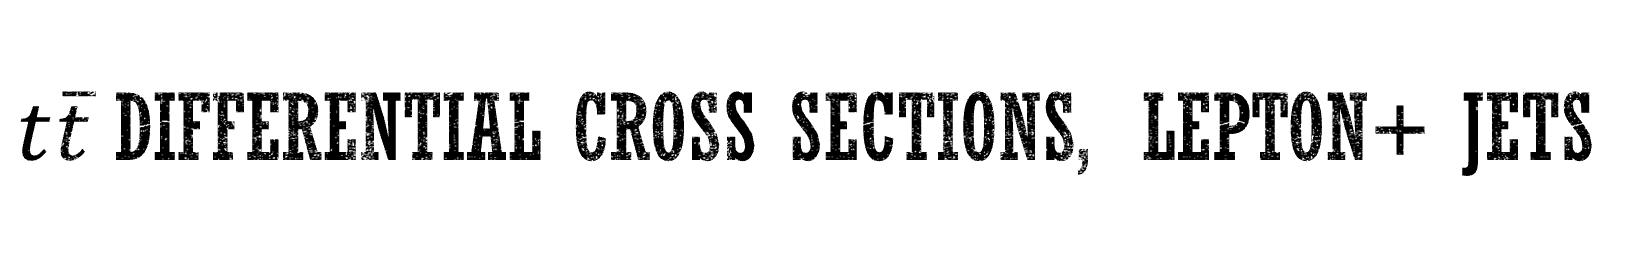 tt̄ DIFFERENTIAL CROSS SECTIONS, LEPTON+ JETS